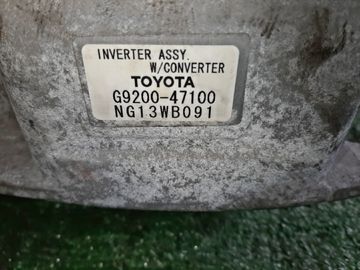 INVERTER ASSY.
W/CONVERTER
TOYOTA
G9200-47100
NG13WB091